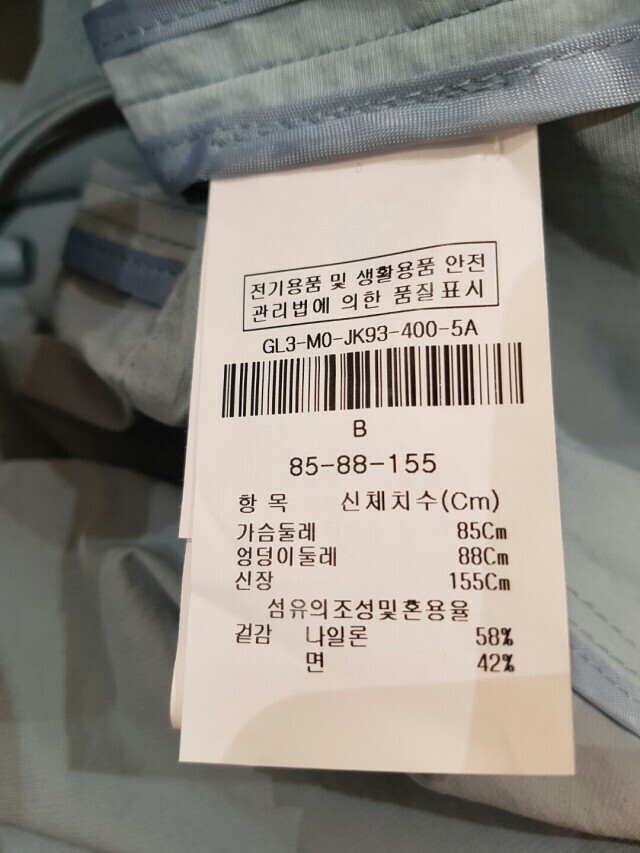 전기용품 및 생활용품 안전
관리법에 의한 품질표시
GL3-M0-JK93-400-5A
B
85-88-155
항 목 신체치수(Cm)
가슴둘레 85Cm
엉덩이둘레 88Cm
신장 155Cm
섬유의조성및혼용율
겉감 나일론 58%
면 42%